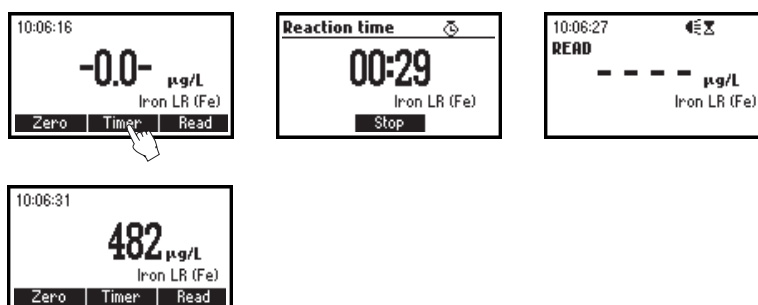 10:06:16
-0.0- µg/L
Iron LR (Fe)
Zero Timer Read
Reaction time
00:29
Iron LR (Fe)
Stop
10:06:27
READ
---- µg/L
Iron LR (Fe)
10:06:31
482 µg/L
Iron LR (Fe)
Zero Timer Read